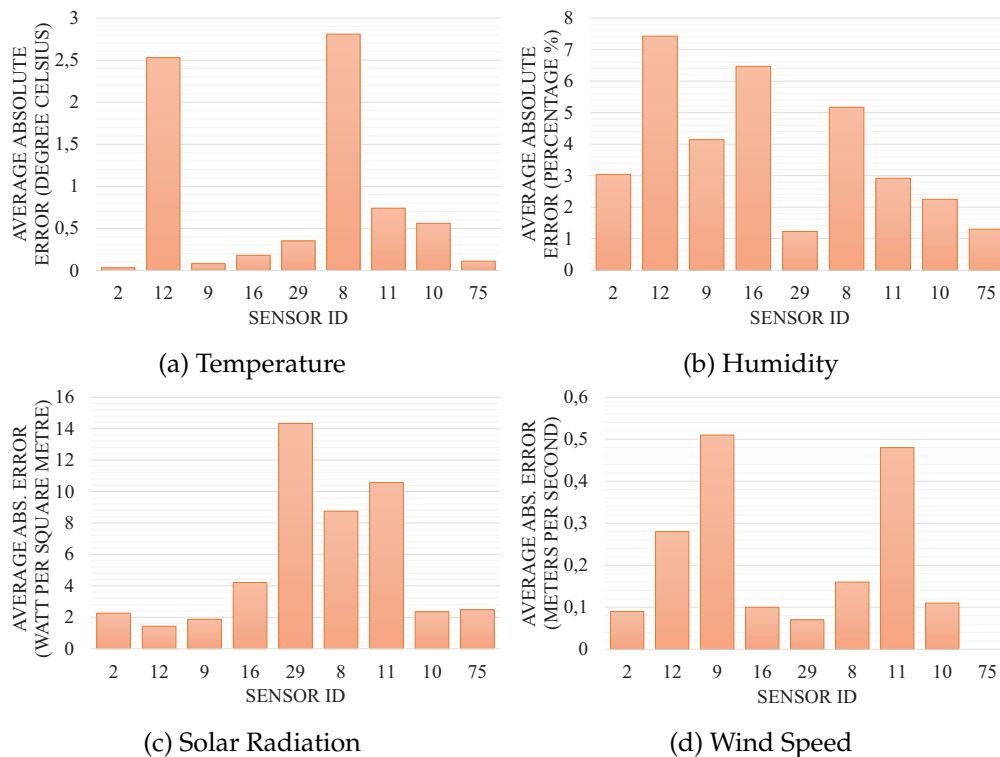 AVERAGE ABSOLUTE
ERROR (DEGREE CELSIUS)
3
2,5
2
1,5
1
0,5
0
2 12 9 16 29 8 11 10 75
SENSOR ID
(a) Temperature
AVERAGE ABSOLUTE
ERROR (PERCENTAGE %)
8
7
6
5
4
3
2
1
0
2 12 9 16 29 8 11 10 75
SENSOR ID
(b) Humidity
AVERAGE ABS. ERROR
(WATT PER SQUARE METRE)
16
14
12
10
8
6
4
2
0
2 12 9 16 29 8 11 10 75
SENSOR ID
(c) Solar Radiation
AVERAGE ABS. ERROR
(METERS PER SECOND)
0,6
0,5
0,4
0,3
0,2
0,1
0
2 12 9 16 29 8 11 10 75
SENSOR ID
(d) Wind Speed